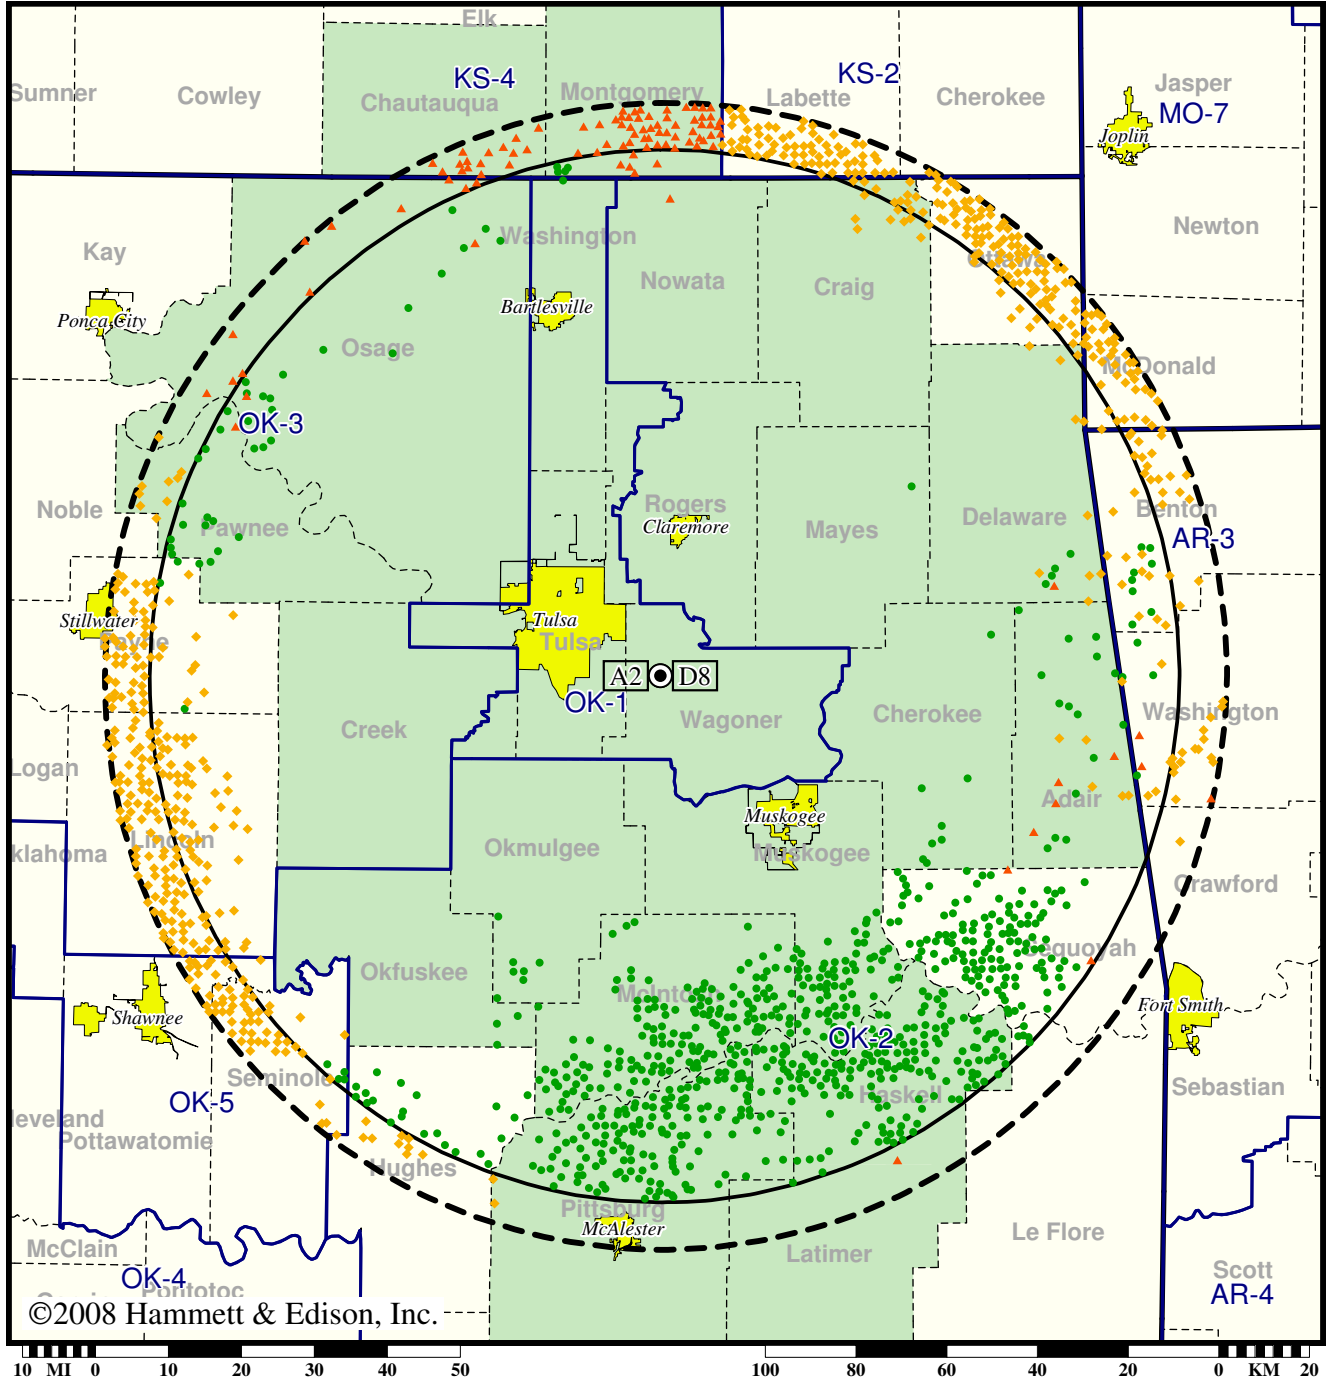 Elk
KS-4
KS-2
Sumner
Cowley
Chautauqua
Montgomery
Labette
Cherokee
Jasper
MO-7
Joplin
Newton
Kay
Washington
Nowata
Craig
Ottawa
Ponca City
Bartlesville
Osage
McDonald
OK-3
Noble
Pawnee
Rogers
Claremore
Mayes
Delaware
Benton
AR-3
Stillwater
Payne
Tulsa
Tulsa
A2
D8
OK-1
Wagoner
Cherokee
Washington
Creek
Logan
Adair
Muskogee
Lincoln
klahoma
Okmulgee
Muskogee
Crawford
Okfuskee
equoyah
McIntosh
Shawnee
Fort Smith
OK-2
Seminole
Haskell
Sebastian
OK-5
leveland
Pottawatomie
Hughes
Pittsburg
McAlester
Le Flore
McClain
Latimer
OK-4
Pontotoc
Scott
AR-4
©2008 Hammett & Edison, Inc.
10 MI 0 10 20 30 40 50 100 80 60 40 20 0 KM 20